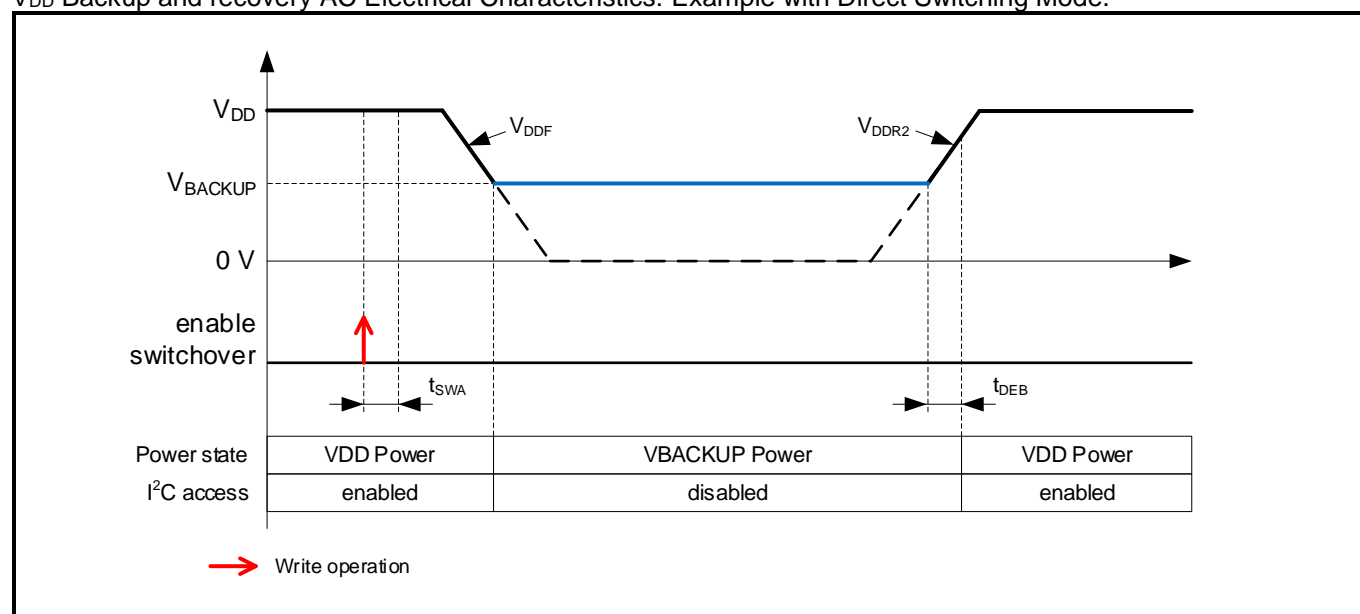 VDD Backup and recovery AC Electrical Characteristics. Example with Direct Switching Mode:
VDD
VDDF
VDDR2
VBACKUP
0 V
enable
switchover
tSWA
tDEB
Power state VDD Power VBACKUP Power VDD Power
I²C access enabled disabled enabled
Write operation